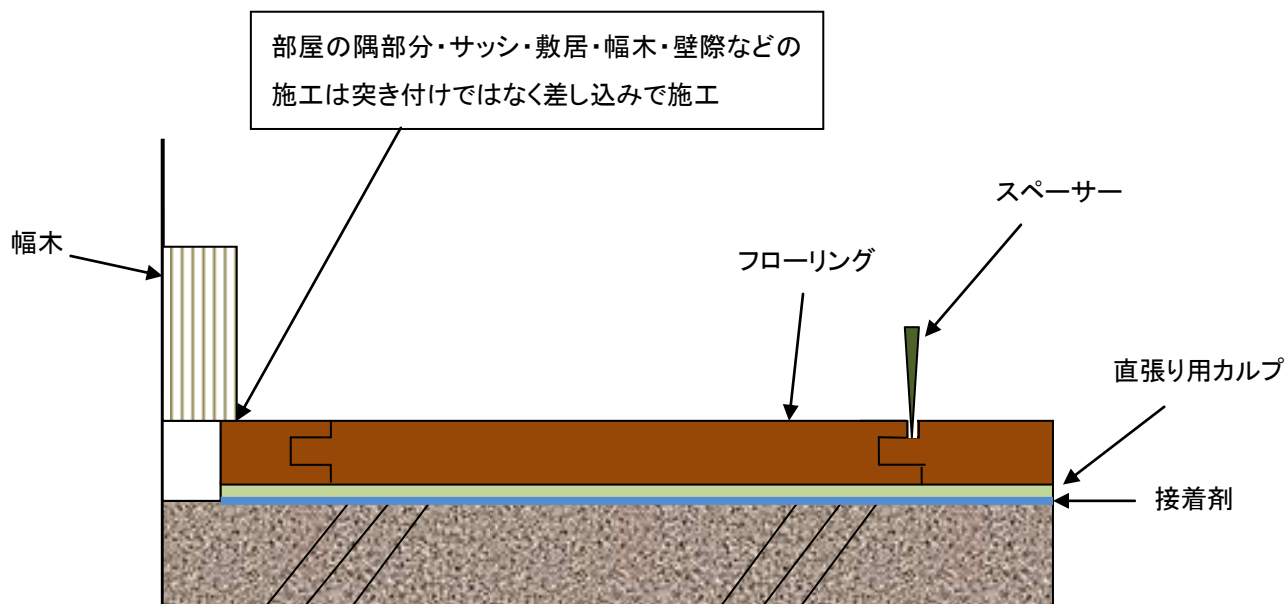 部屋の隅部分・サッシ・敷居・幅木・壁際などの
施工は突き付けではなく差し込みで施工
スペーサー
幅木
フローリング
直張り用カルプ
接着剤